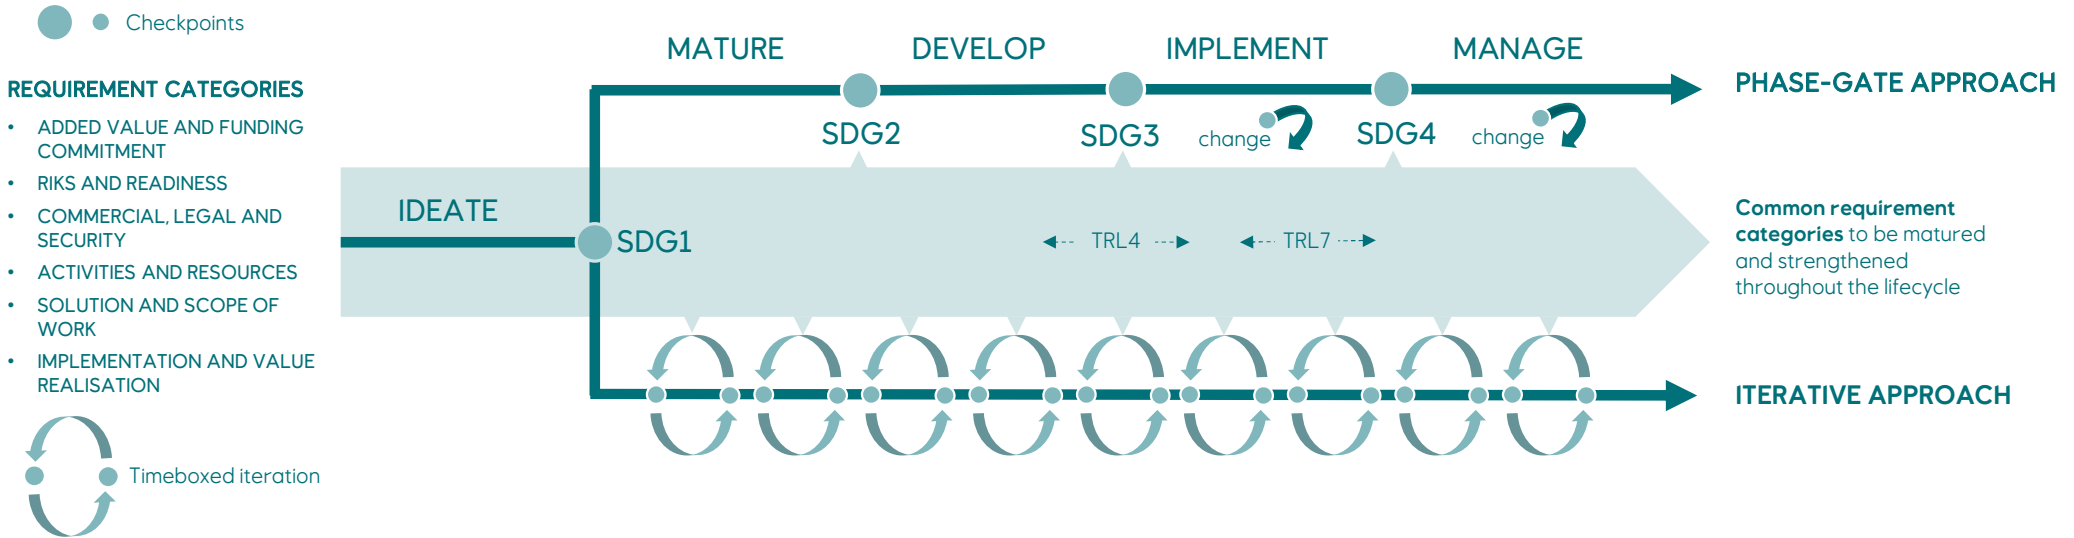 Checkpoints
REQUIREMENT CATEGORIES
• ADDED VALUE AND FUNDING
COMMITMENT
• RIKS AND READINESS
• COMMERCIAL, LEGAL AND
SECURITY
• ACTIVITIES AND RESOURCES
• SOLUTION AND SCOPE OF
WORK
• IMPLEMENTATION AND VALUE
REALISATION
Timeboxed iteration
IDEATE
SDG1
MATURE
DEVELOP
IMPLEMENT
MANAGE
SDG2
SDG3
change
SDG4
change
TRL4
TRL7
PHASE-GATE APPROACH
Common requirement
categories to be matured
and strengthened
throughout the lifecycle
ITERATIVE APPROACH